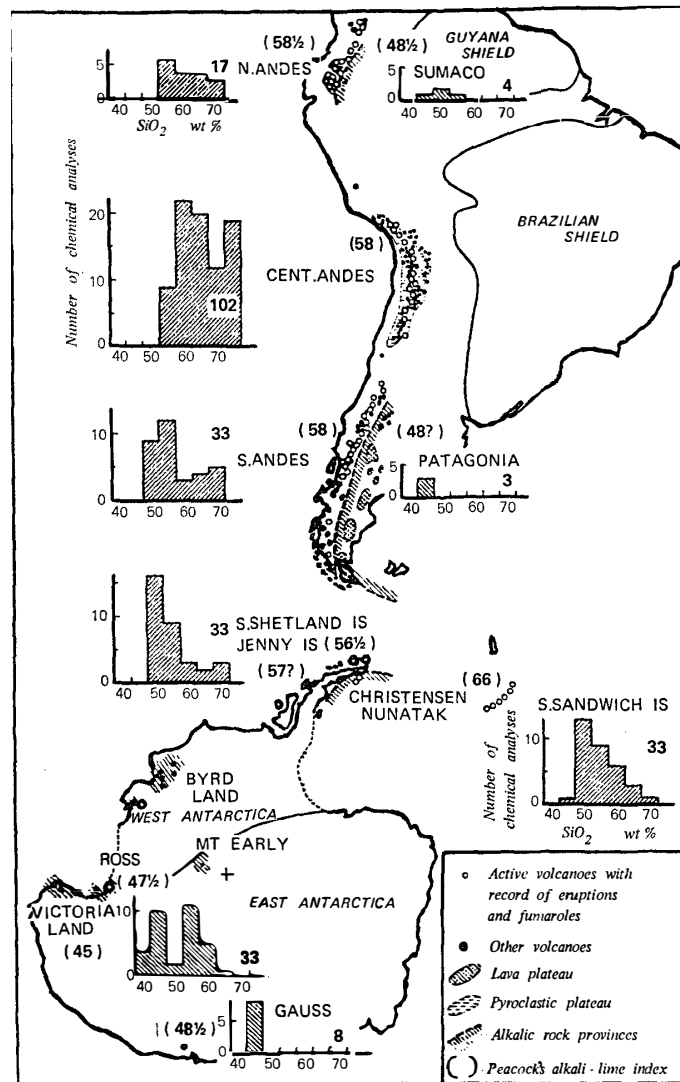 (58½)
(48½)
GUYANA
SHIELD
5
17
N.ANDES
0
40 50 60 70
SiO₂ wt %
SUMACO
5
4
0
40 50 60 70
Number of chemical analyses
20
10
0
102
40 50 60 70
(58)
CENT.ANDES
BRAZILIAN
SHIELD
10
33
S.ANDES
0
40 50 60 70
(58)
(48?)
PATAGONIA
5
3
0
40 50 60 70
10
33
S.SHETLAND IS
JENNY IS (56½)
(57?)
0
40 50 60 70
CHRISTENSEN
NUNATAK
(66)
S.SANDWICH IS
33
Number of
chemical analyses
10
0
40 50 60 70
SiO₂ wt %
BYRD
LAND
WEST ANTARCTICA
MT EARLY
+
ROSS
(47½)
EAST ANTARCTICA
VICTORIA
LAND
(45)
10
0
33
40 50 60 70
GAUSS
(48½)
5
0
8
40 50 60 70
Active volcanoes with
record of eruptions
and fumaroles
Other volcanoes
Lava plateau
Pyroclastic plateau
Alkalic rock provinces
( ) Peacock's alkali-lime index